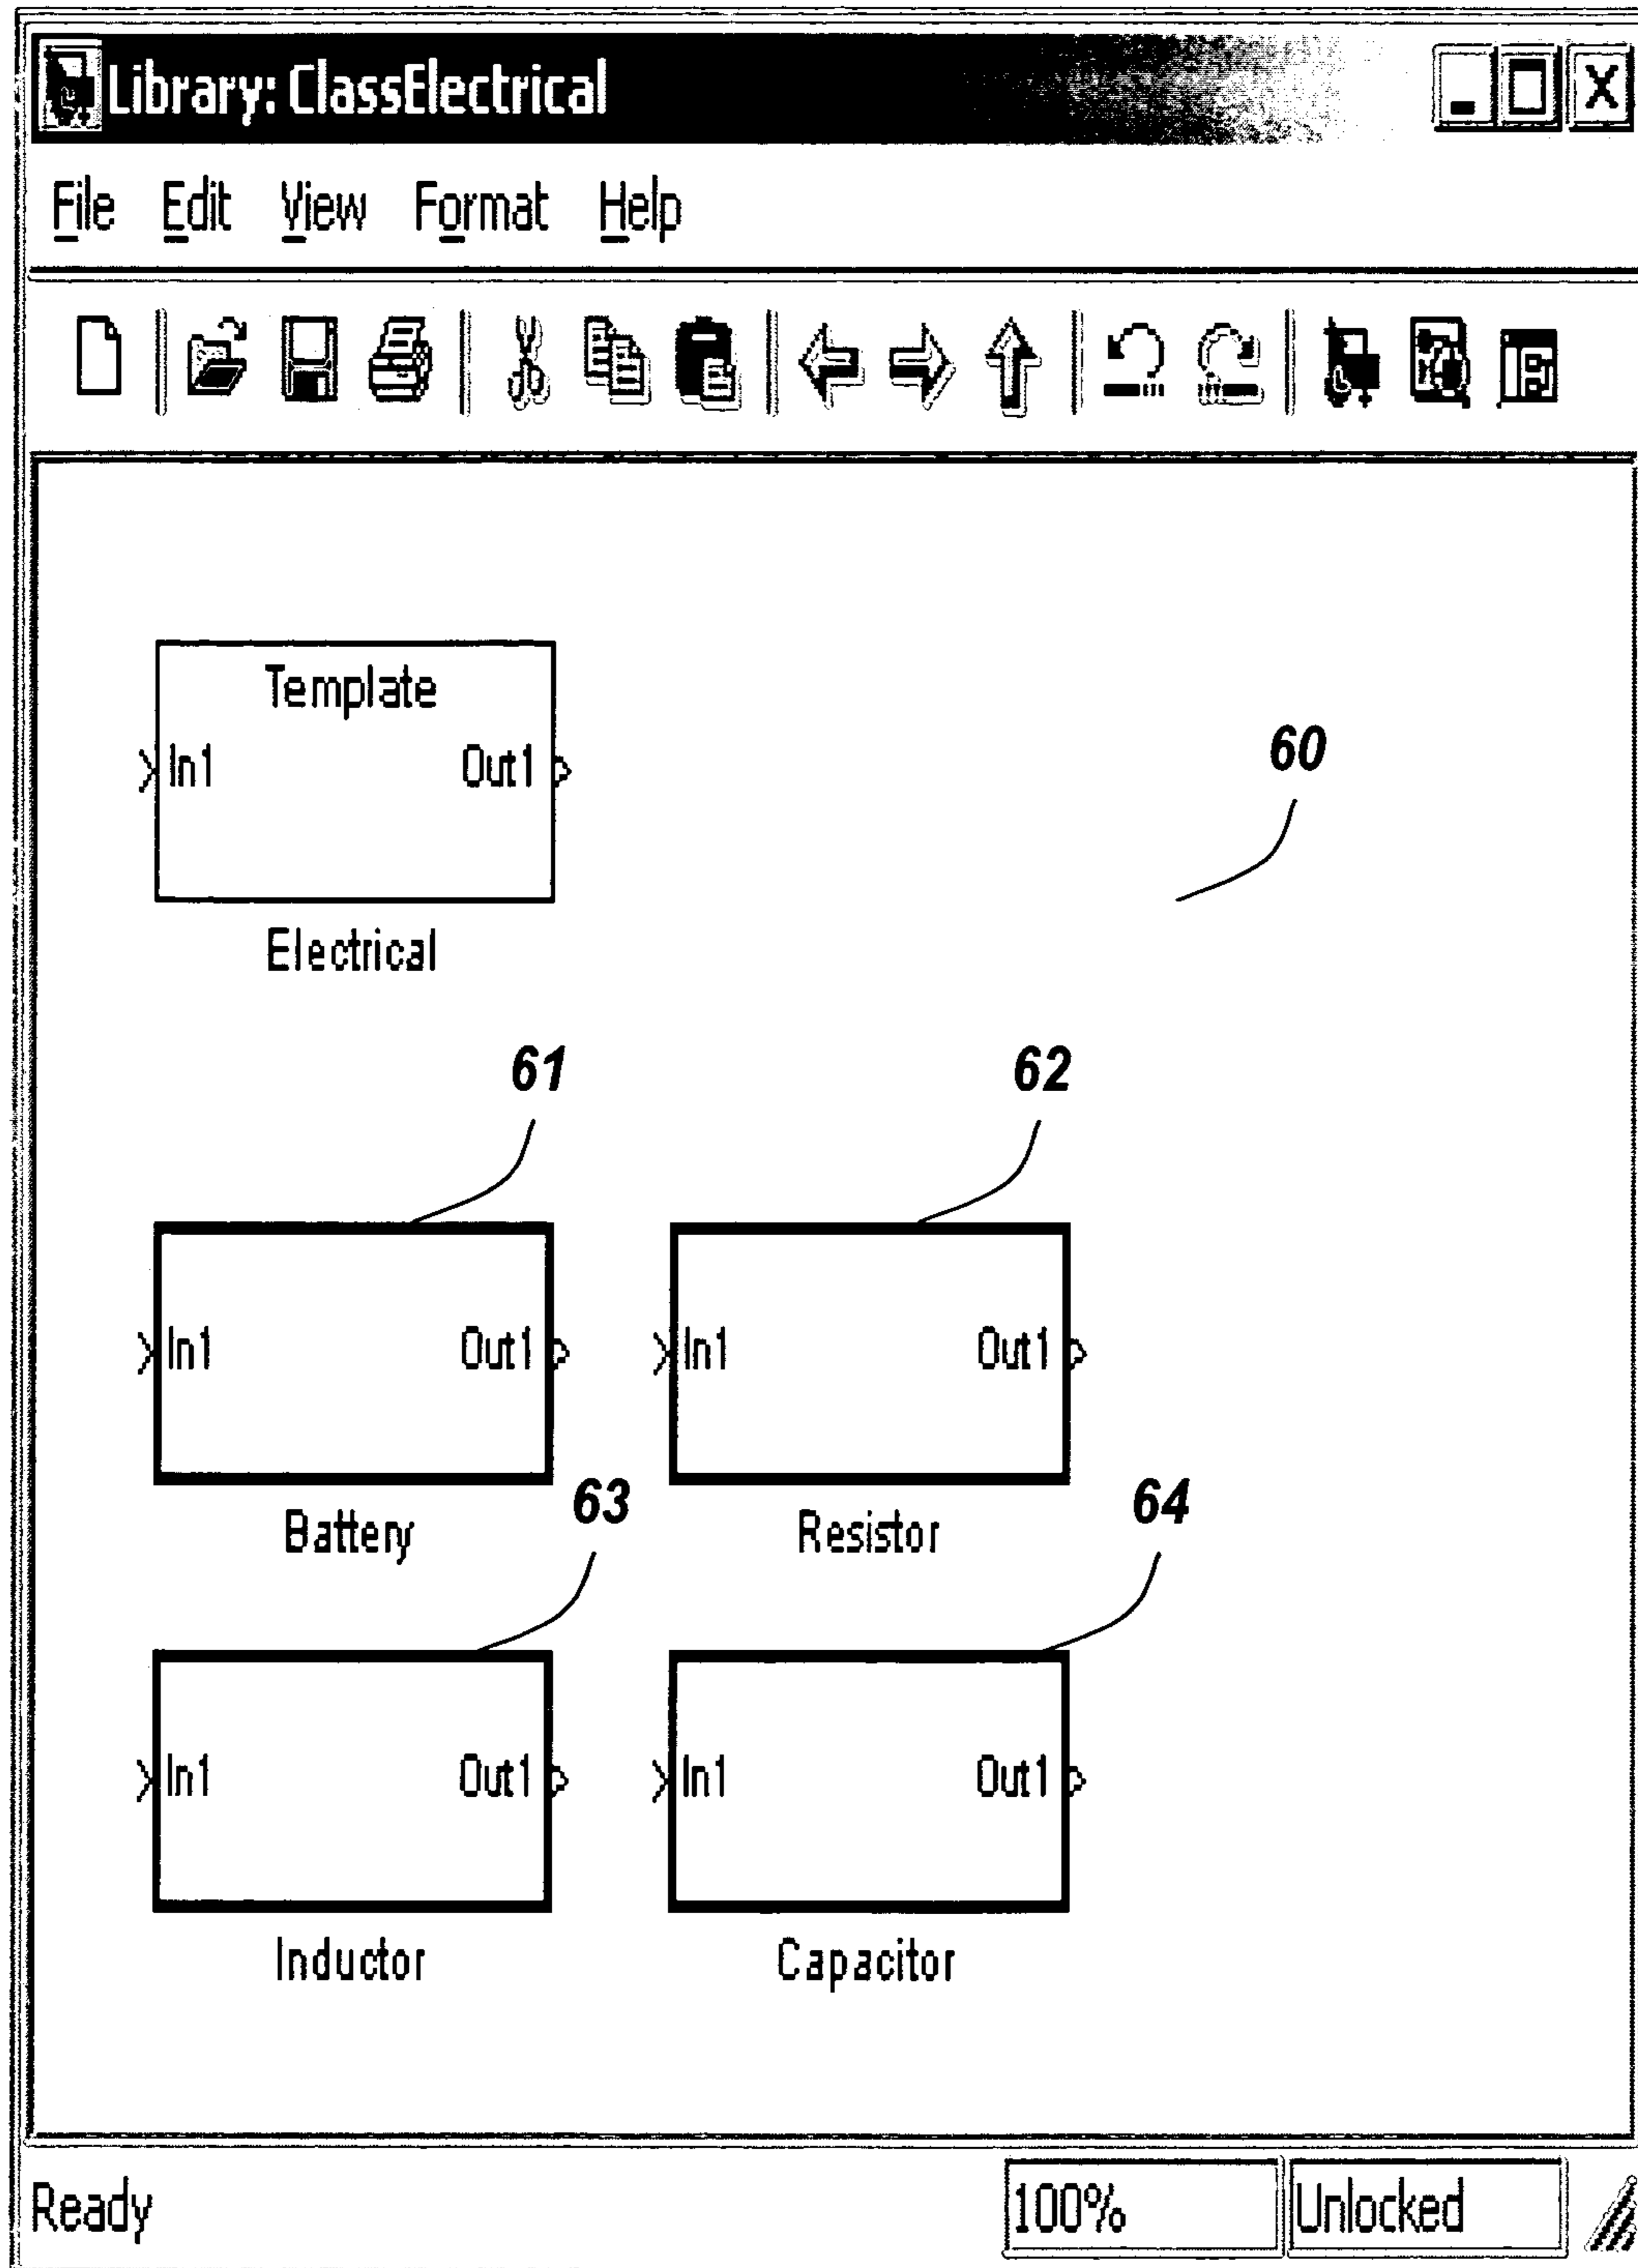 Library: ClassElectrical
File Edit View Format Help
Template
In1 Out1
Electrical
60
61 62
In1 Out1 In1 Out1
Battery Resistor
63 64
In1 Out1 In1 Out1
Inductor Capacitor
Ready 100% Unlocked